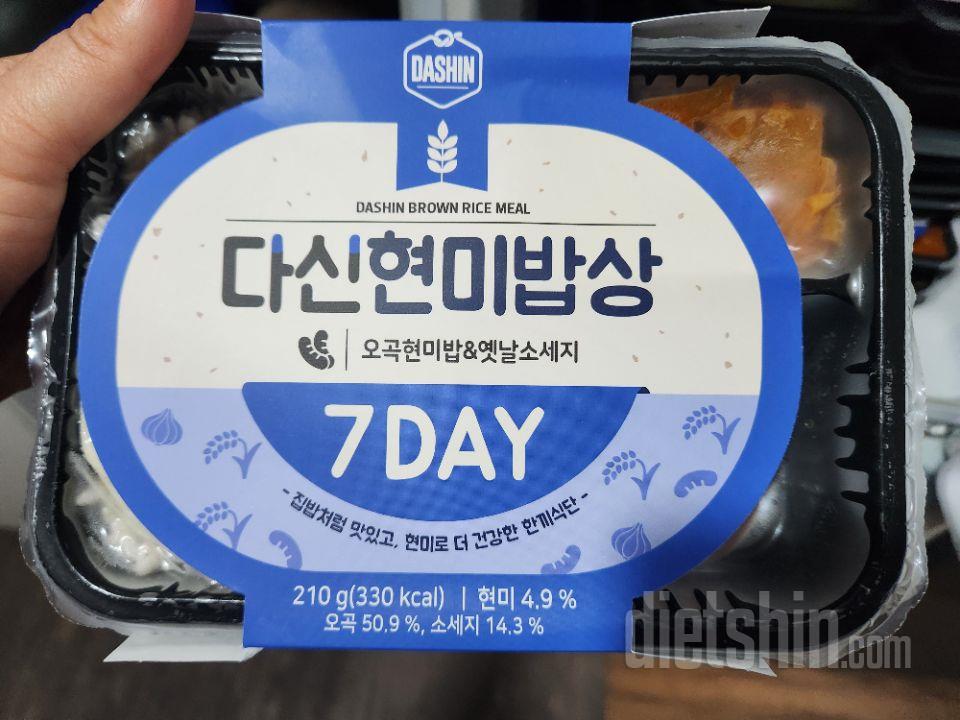 DASHIN
DASHIN BROWN RICE MEAL
다신현미밥상
오곡현미밥&옛날소세지
7 DAY
- 집밥처럼 맛있고, 현미로 더 건강한 한끼식단 -
210 g(330 kcal) | 현미 4.9 %
오곡 50.9 %, 소세지 14.3 %
dietshin.com